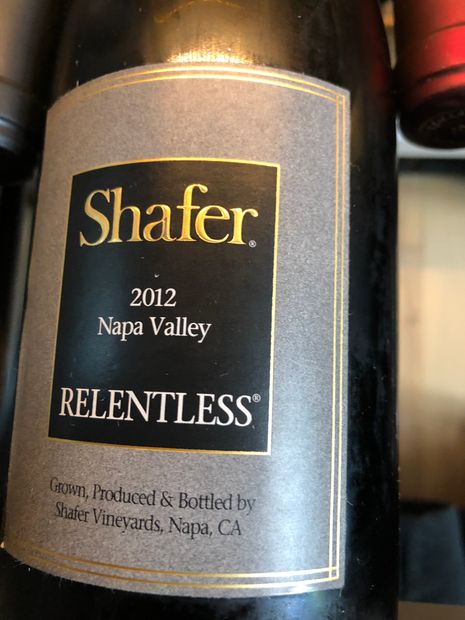 Shafer®
2012
Napa Valley
RELENTLESS®
Grown, Produced & Bottled by
Shafer Vineyards, Napa, CA